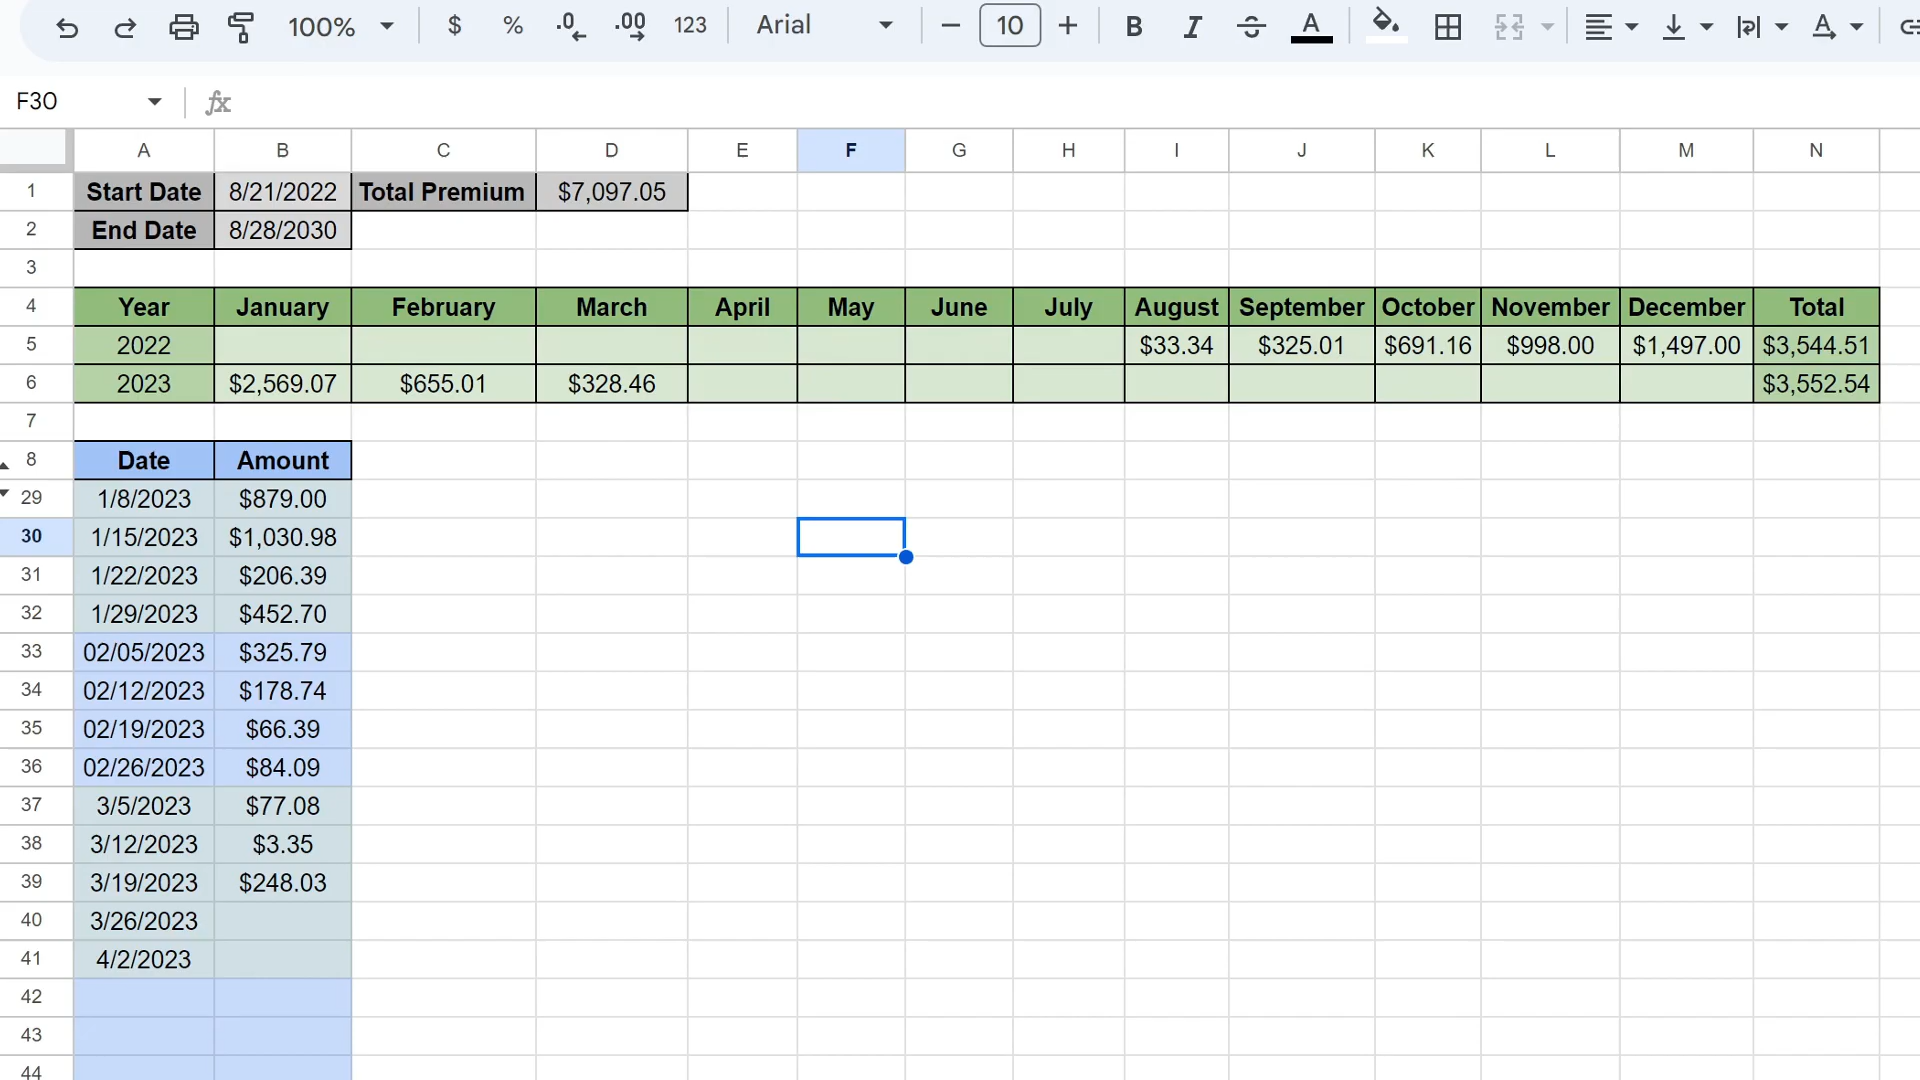 100% $ % .0 .00 123 Arial 10 B I A A
F30 fx
A B C D E F G H I J K L M N
1 Start Date 8/21/2022 Total Premium $7,097.05
2 End Date 8/28/2030
3
4 Year January February March April May June July August September October November December Total
5 2022 $33.34 $325.01 $691.16 $998.00 $1,497.00 $3,544.51
6 2023 $2,569.07 $655.01 $328.46 $3,552.54
7
8 Date Amount
29 1/8/2023 $879.00
30 1/15/2023 $1,030.98
31 1/22/2023 $206.39
32 1/29/2023 $452.70
33 02/05/2023 $325.79
34 02/12/2023 $178.74
35 02/19/2023 $66.39
36 02/26/2023 $84.09
37 3/5/2023 $77.08
38 3/12/2023 $3.35
39 3/19/2023 $248.03
40 3/26/2023
41 4/2/2023
42
43
44